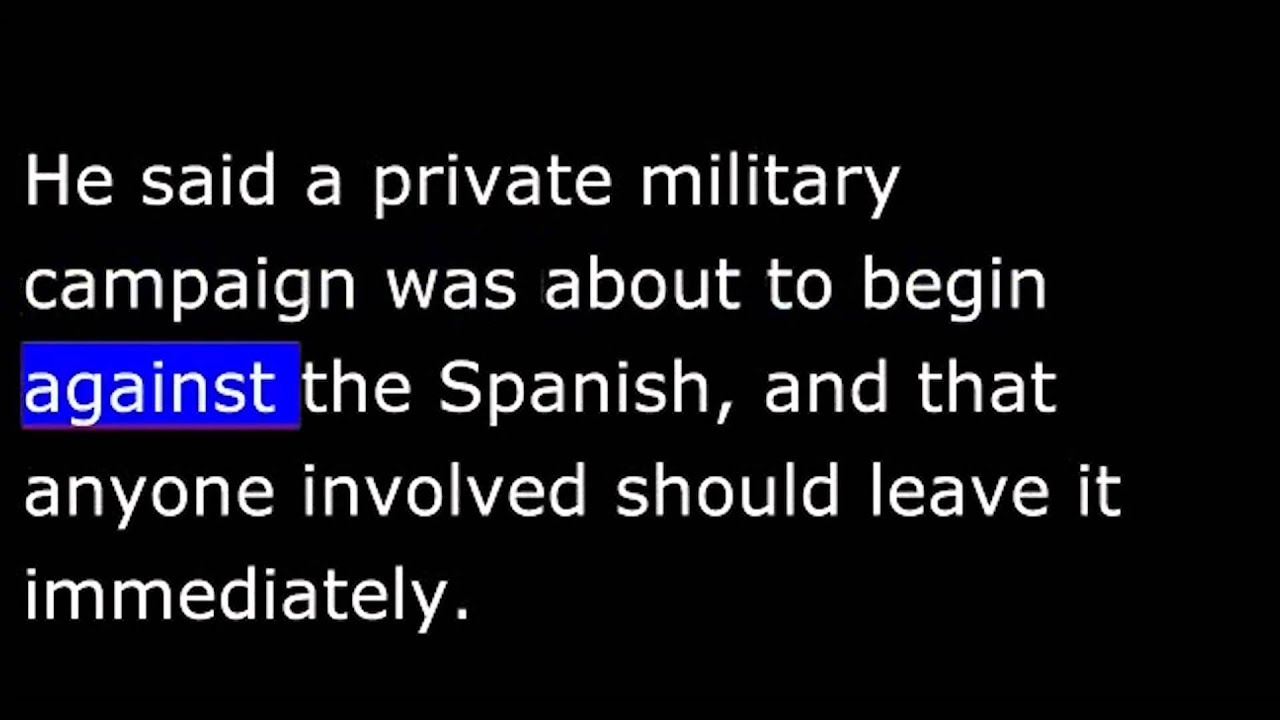 He said a private military
campaign was about to begin
against the Spanish, and that
anyone involved should leave it
immediately.